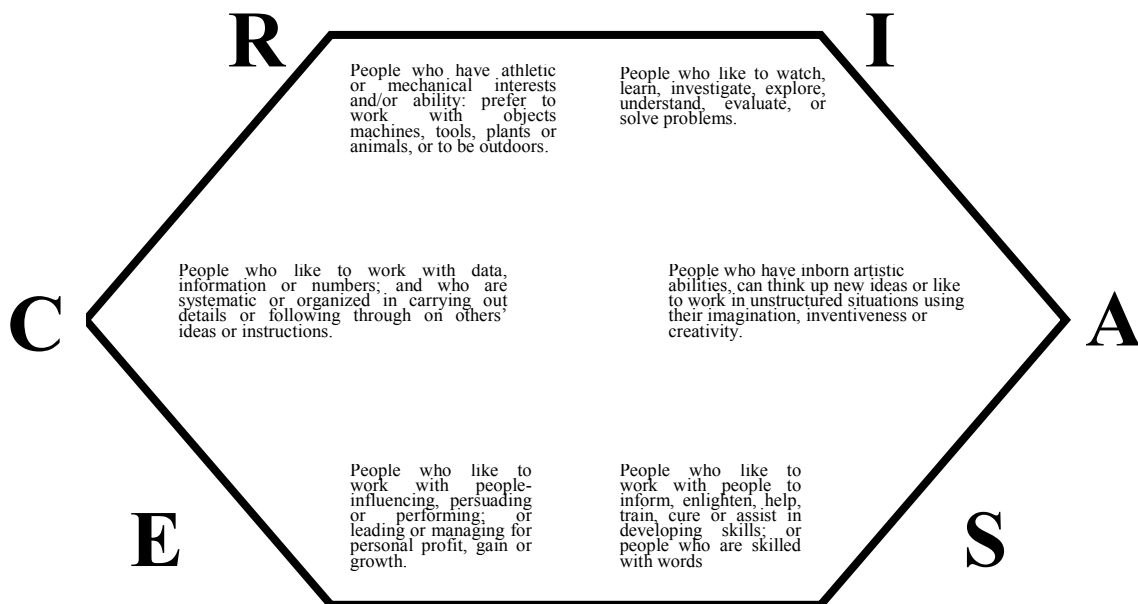 R
I
People who have athletic
or mechanical interests
and/or ability: prefer to
work with objects
machines, tools, plants or
animals, or to be outdoors.
People who like to watch,
learn, investigate, explore,
understand, evaluate, or
solve problems.
C
People who like to work with data,
information or numbers; and who are
systematic or organized in carrying out
details or following through on others'
ideas or instructions.
People who have inborn artistic
abilities, can think up new ideas or like
to work in unstructured situations using
their imagination, inventiveness or
creativity.
A
E
People who like to
work with people-
influencing, persuading
or performing; or
leading or managing for
personal profit, gain or
growth.
People who like to
work with people to
inform, enlighten, help,
train, cure or assist in
developing skills; or
people who are skilled
with words
S